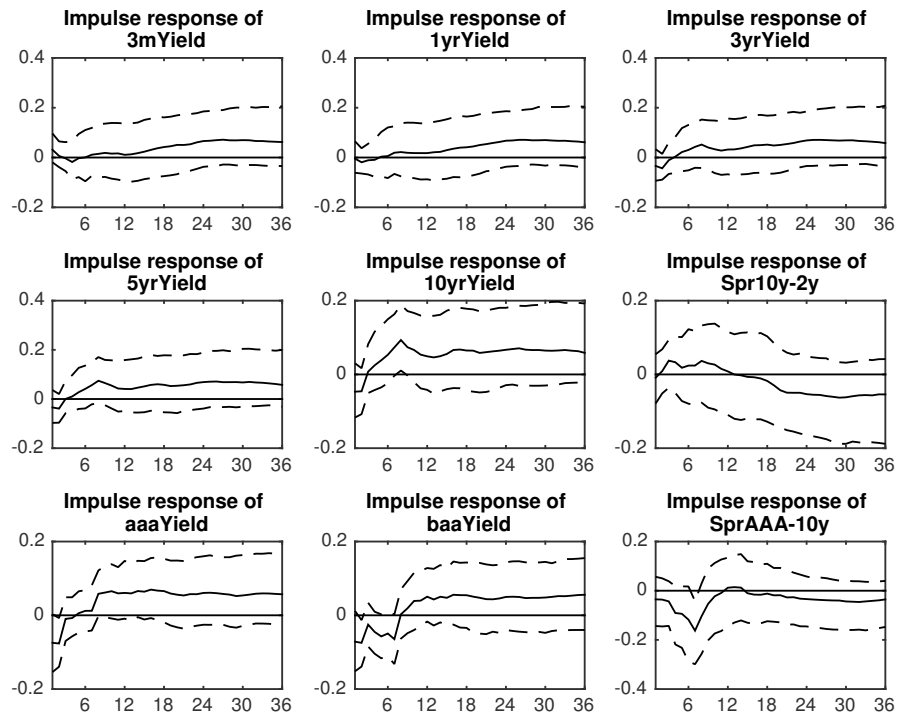 Impulse response of
3mYield
Impulse response of
1yrYield
Impulse response of
3yrYield
0.4
0.2
0
-0.2
6 12 18 24 30 36
0.4
0.2
0
-0.2
6 12 18 24 30 36
0.4
0.2
0
-0.2
6 12 18 24 30 36
Impulse response of
5yrYield
Impulse response of
10yrYield
Impulse response of
Spr10y-2y
0.4
0.2
0
-0.2
6 12 18 24 30 36
0.2
0
-0.2
6 12 18 24 30 36
0.2
0
-0.2
6 12 18 24 30 36
Impulse response of
aaaYield
Impulse response of
baaYield
Impulse response of
SprAAA-10y
0.2
0
-0.2
6 12 18 24 30 36
0.2
0
-0.2
6 12 18 24 30 36
0.2
0
-0.2
-0.4
6 12 18 24 30 36